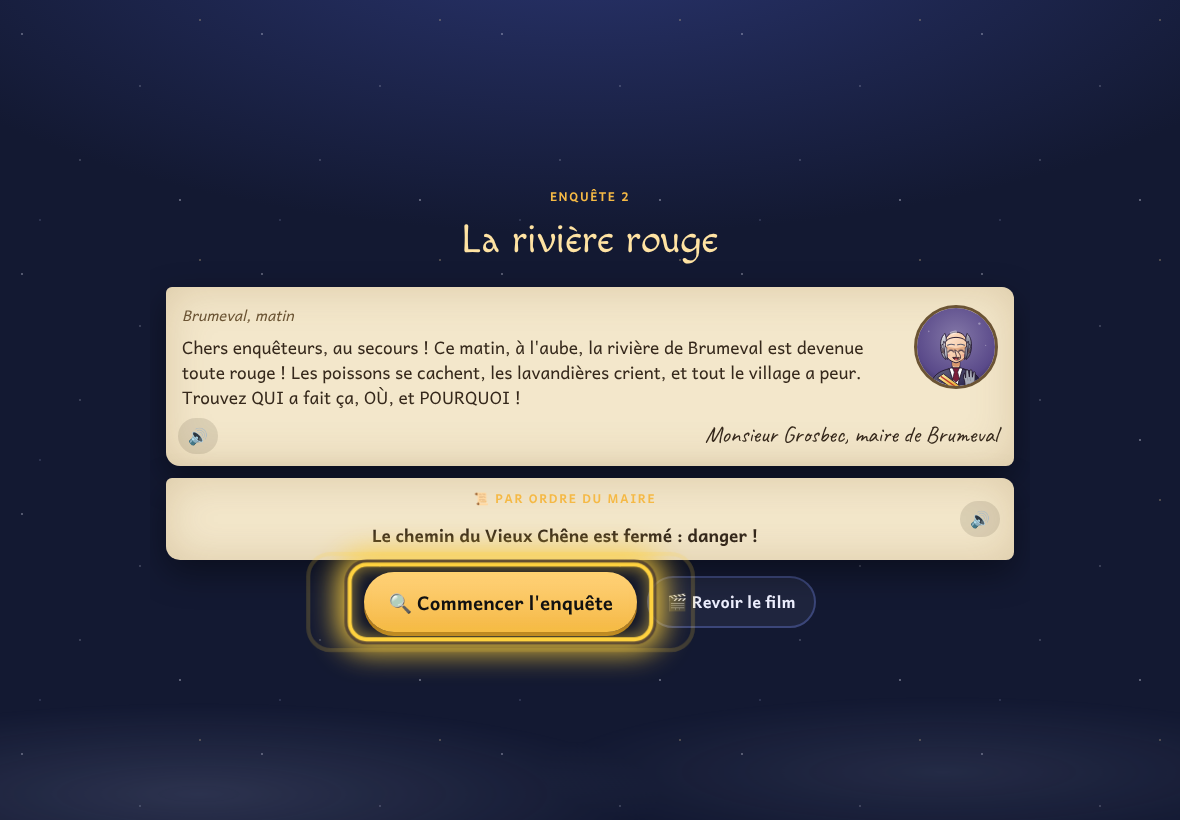 ENQUÊTE 2
La rivière rouge
Brumeval, matin
Chers enquêteurs, au secours ! Ce matin, à l'aube, la rivière de Brumeval est devenue
toute rouge ! Les poissons se cachent, les lavandières crient, et tout le village a peur.
Trouvez QUI a fait ça, OÙ, et POURQUOI !
Monsieur Grosbec, maire de Brumeval
PAR ORDRE DU MAIRE
Le chemin du Vieux Chêne est fermé : danger !
Commencer l'enquête
Revoir le film